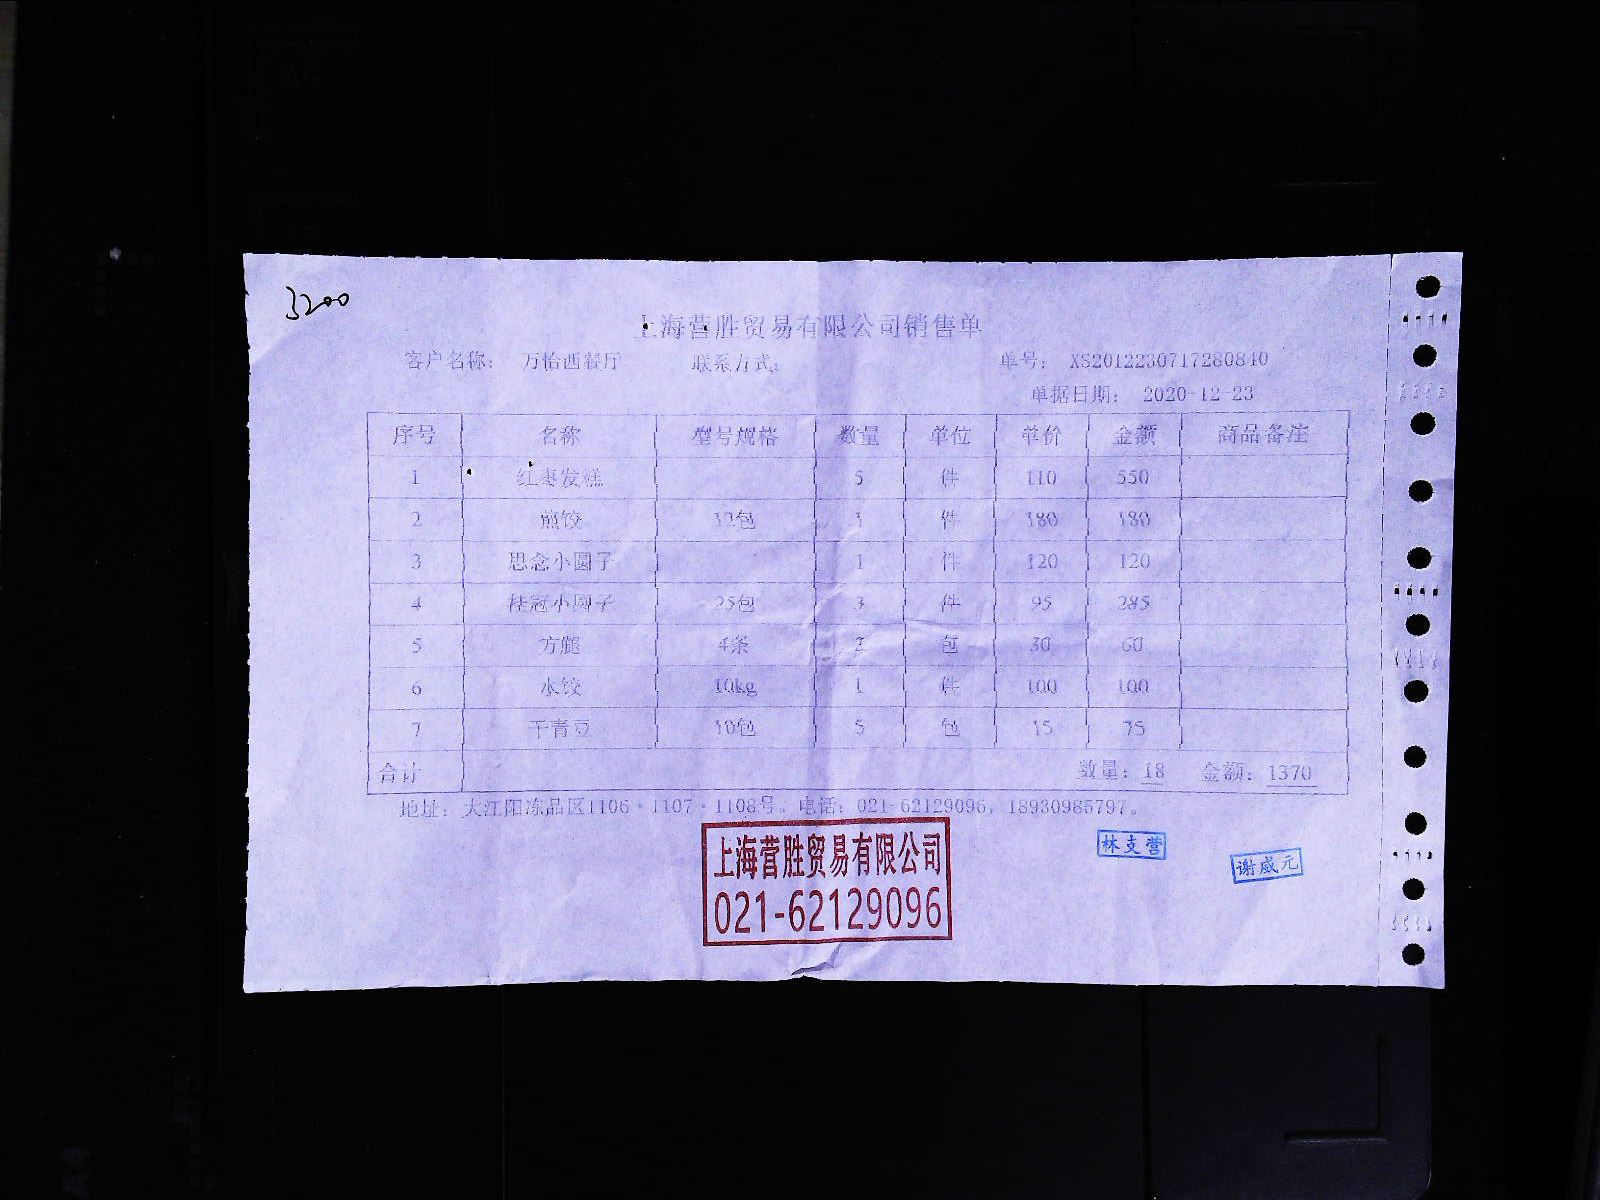 3200
上海营胜贸易有限公司销售单
客户名称： 万怡西餐厅 联系方式： 单号： XS2012230717280840
单据日期： 2020-12-23
序号 名称 型号规格 数量 单位 单价 金额 商品备注
1 红枣发糕 5 件 110 550
2 煎饺 12包 1 件 180 180
3 思念小圆子 1 件 120 120
4 桂冠小圆子 25包 3 件 95 285
5 方腿 4条 2 包 30 60
6 水饺 10kg 1 件 100 100
7 干青豆 10包 5 包 15 75
合计 数量：18 金额：1370
地址： 大江阳冻品区1106·1107·1108号。电话：021-62129096，18930985797。
上海营胜贸易有限公司
021-62129096
林支营
谢威元